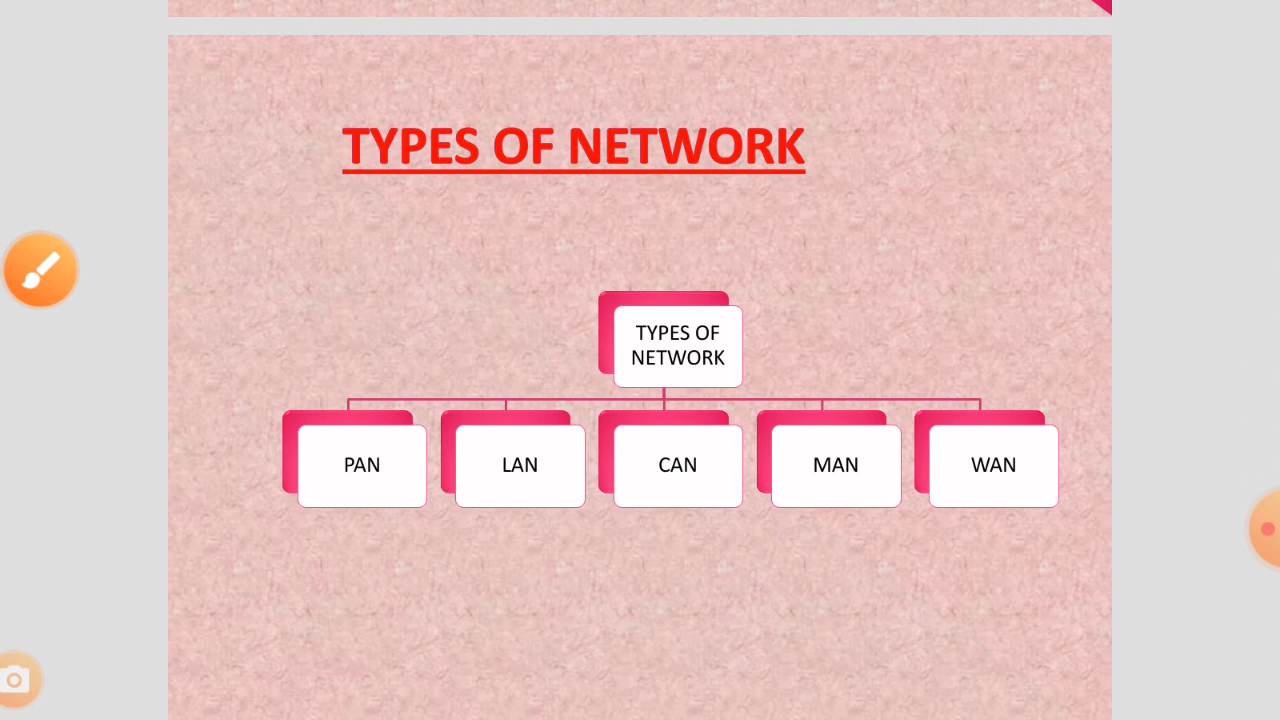 TYPES OF NETWORK
TYPES OF
NETWORK
PAN
LAN
CAN
MAN
WAN